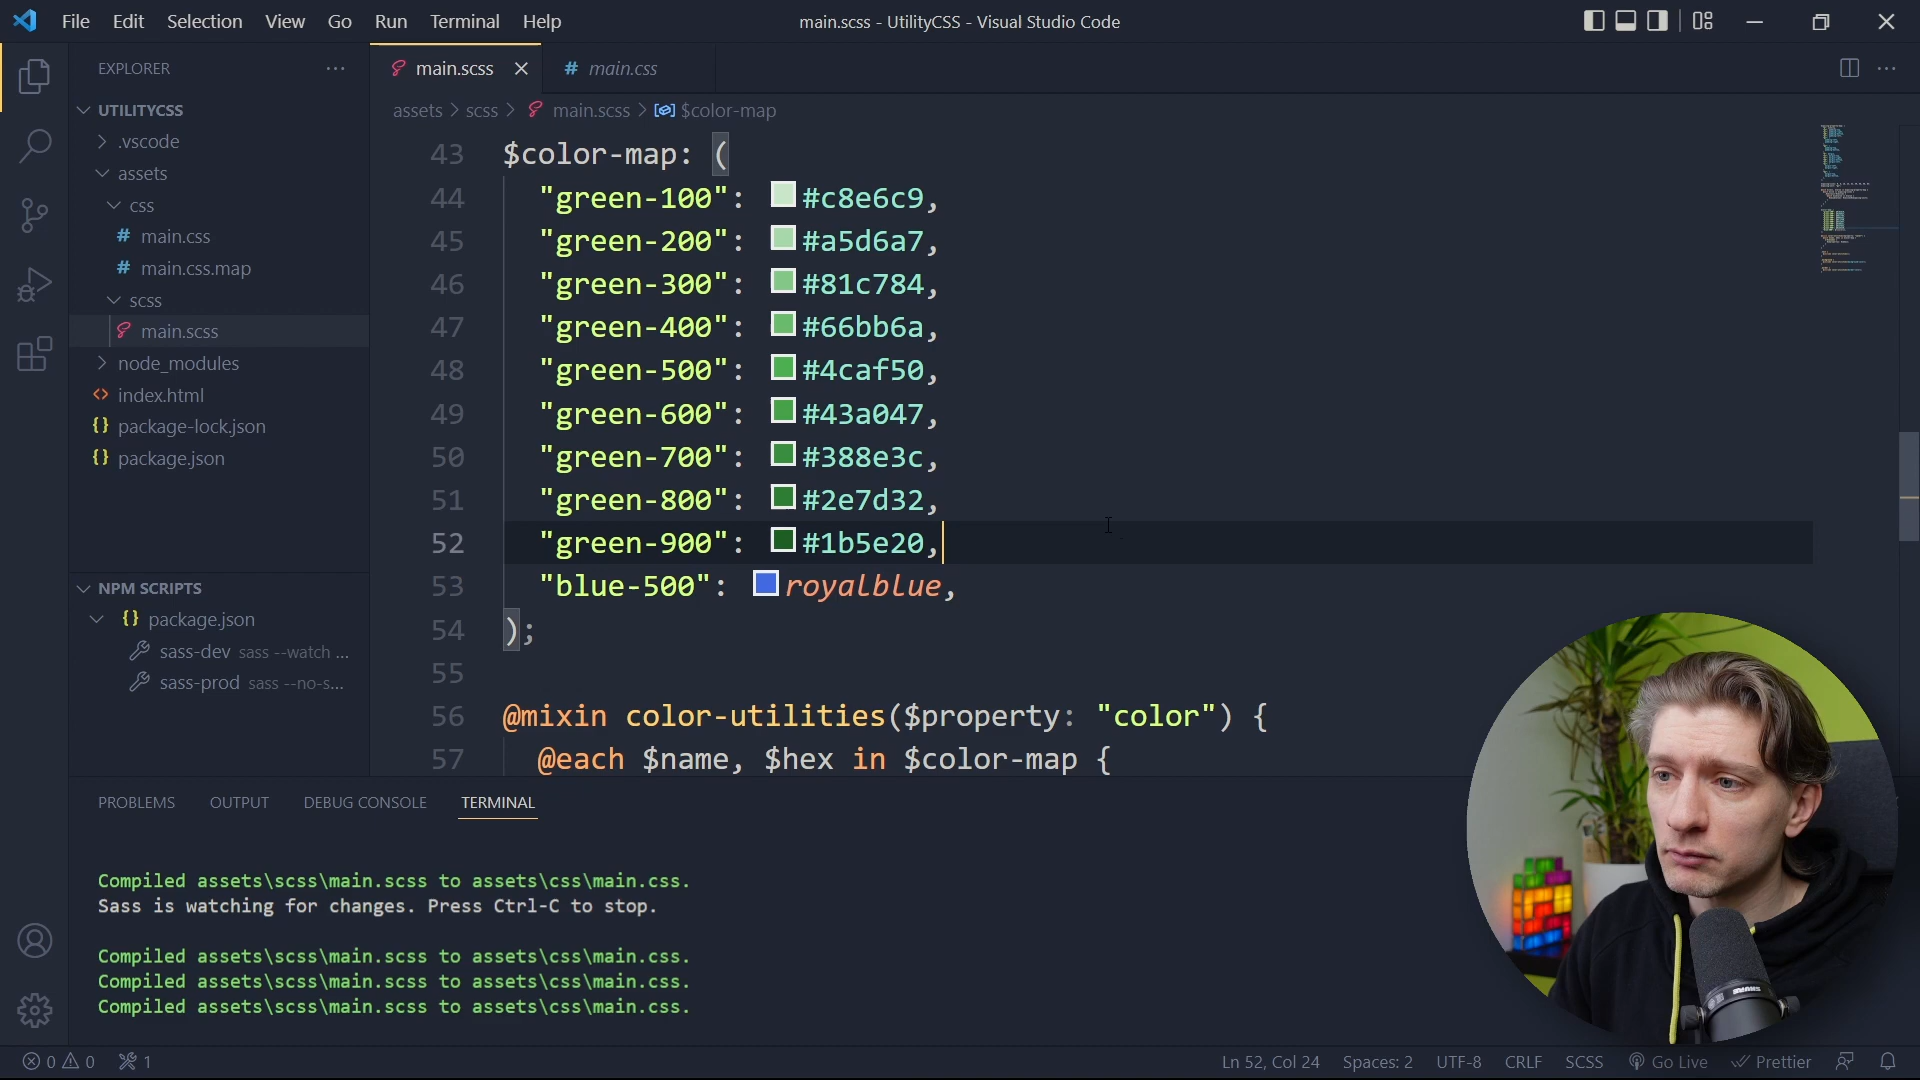 File Edit Selection View Go Run Terminal Help
main.scss - UtilityCSS - Visual Studio Code
EXPLORER
UTILITYCSS
.vscode
assets
css
main.css
main.css.map
scss
main.scss
node_modules
index.html
package-lock.json
package.json
NPM SCRIPTS
package.json
sass-dev sass --watch ...
sass-prod sass --no-s...
main.scss
main.css
assets > scss > main.scss > $color-map
43 $color-map: (
44 "green-100": #c8e6c9,
45 "green-200": #a5d6a7,
46 "green-300": #81c784,
47 "green-400": #66bb6a,
48 "green-500": #4caf50,
49 "green-600": #43a047,
50 "green-700": #388e3c,
51 "green-800": #2e7d32,
52 "green-900": #1b5e20,
53 "blue-500": royalblue,
54 );
55
56 @mixin color-utilities($property: "color") {
57 @each $name, $hex in $color-map {
PROBLEMS OUTPUT DEBUG CONSOLE TERMINAL
Compiled assets\scss\main.scss to assets\css\main.css.
Sass is watching for changes. Press Ctrl-C to stop.
Compiled assets\scss\main.scss to assets\css\main.css.
Compiled assets\scss\main.scss to assets\css\main.css.
Compiled assets\scss\main.scss to assets\css\main.css.
0 0 1
Ln 52, Col 24 Spaces: 2 UTF-8 CRLF SCSS Go Live Prettier
SHURE